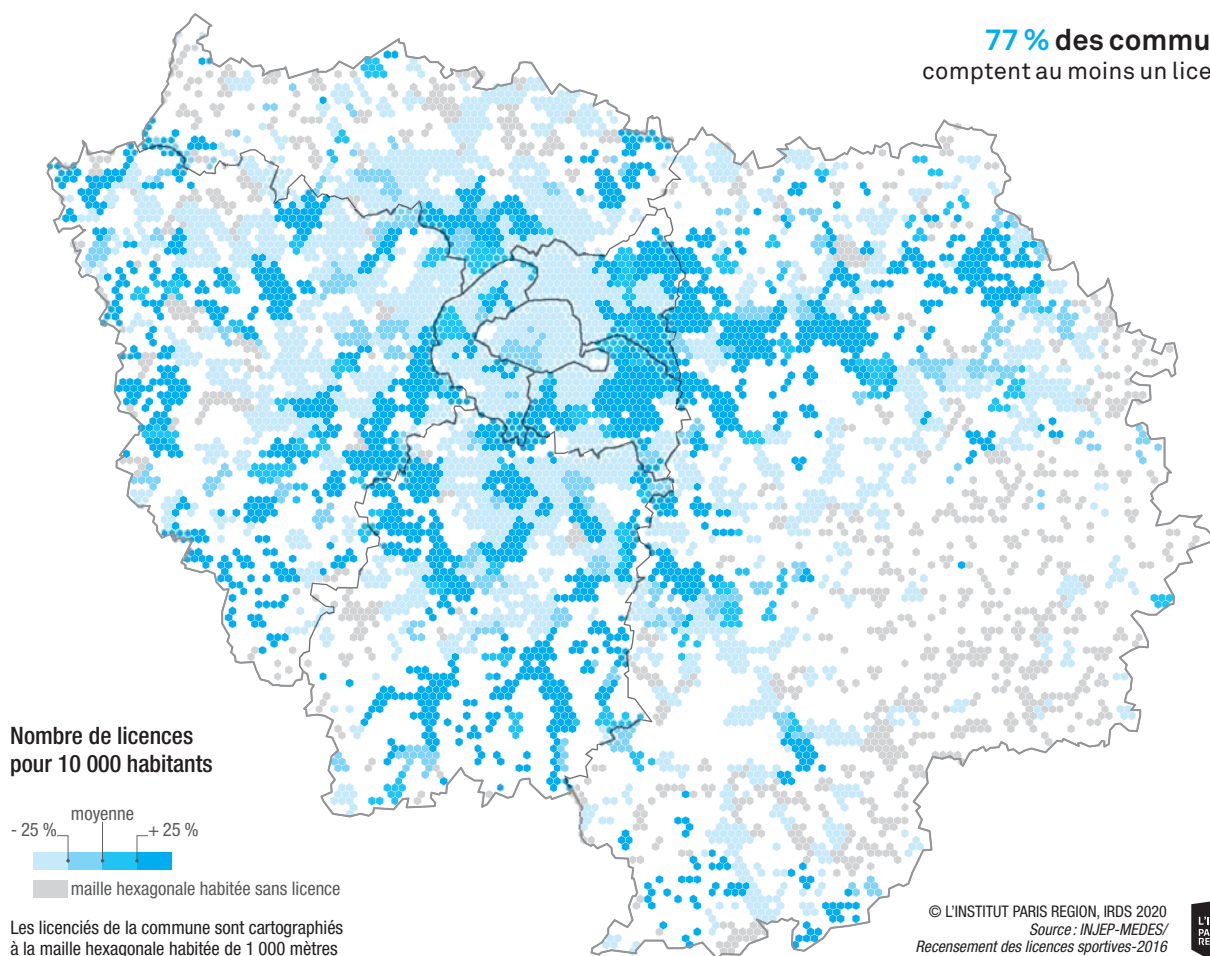 77 % des commu
comptent au moins un lice
Nombre de licences
pour 10 000 habitants
moyenne
- 25 % + 25 %
maille hexagonale habitée sans licence
Les licenciés de la commune sont cartographiés
à la maille hexagonale habitée de 1 000 mètres
© L'INSTITUT PARIS REGION, IRDS 2020
Source : INJEP-MEDES/
Recensement des licences sportives-2016
L'I
PA
RE